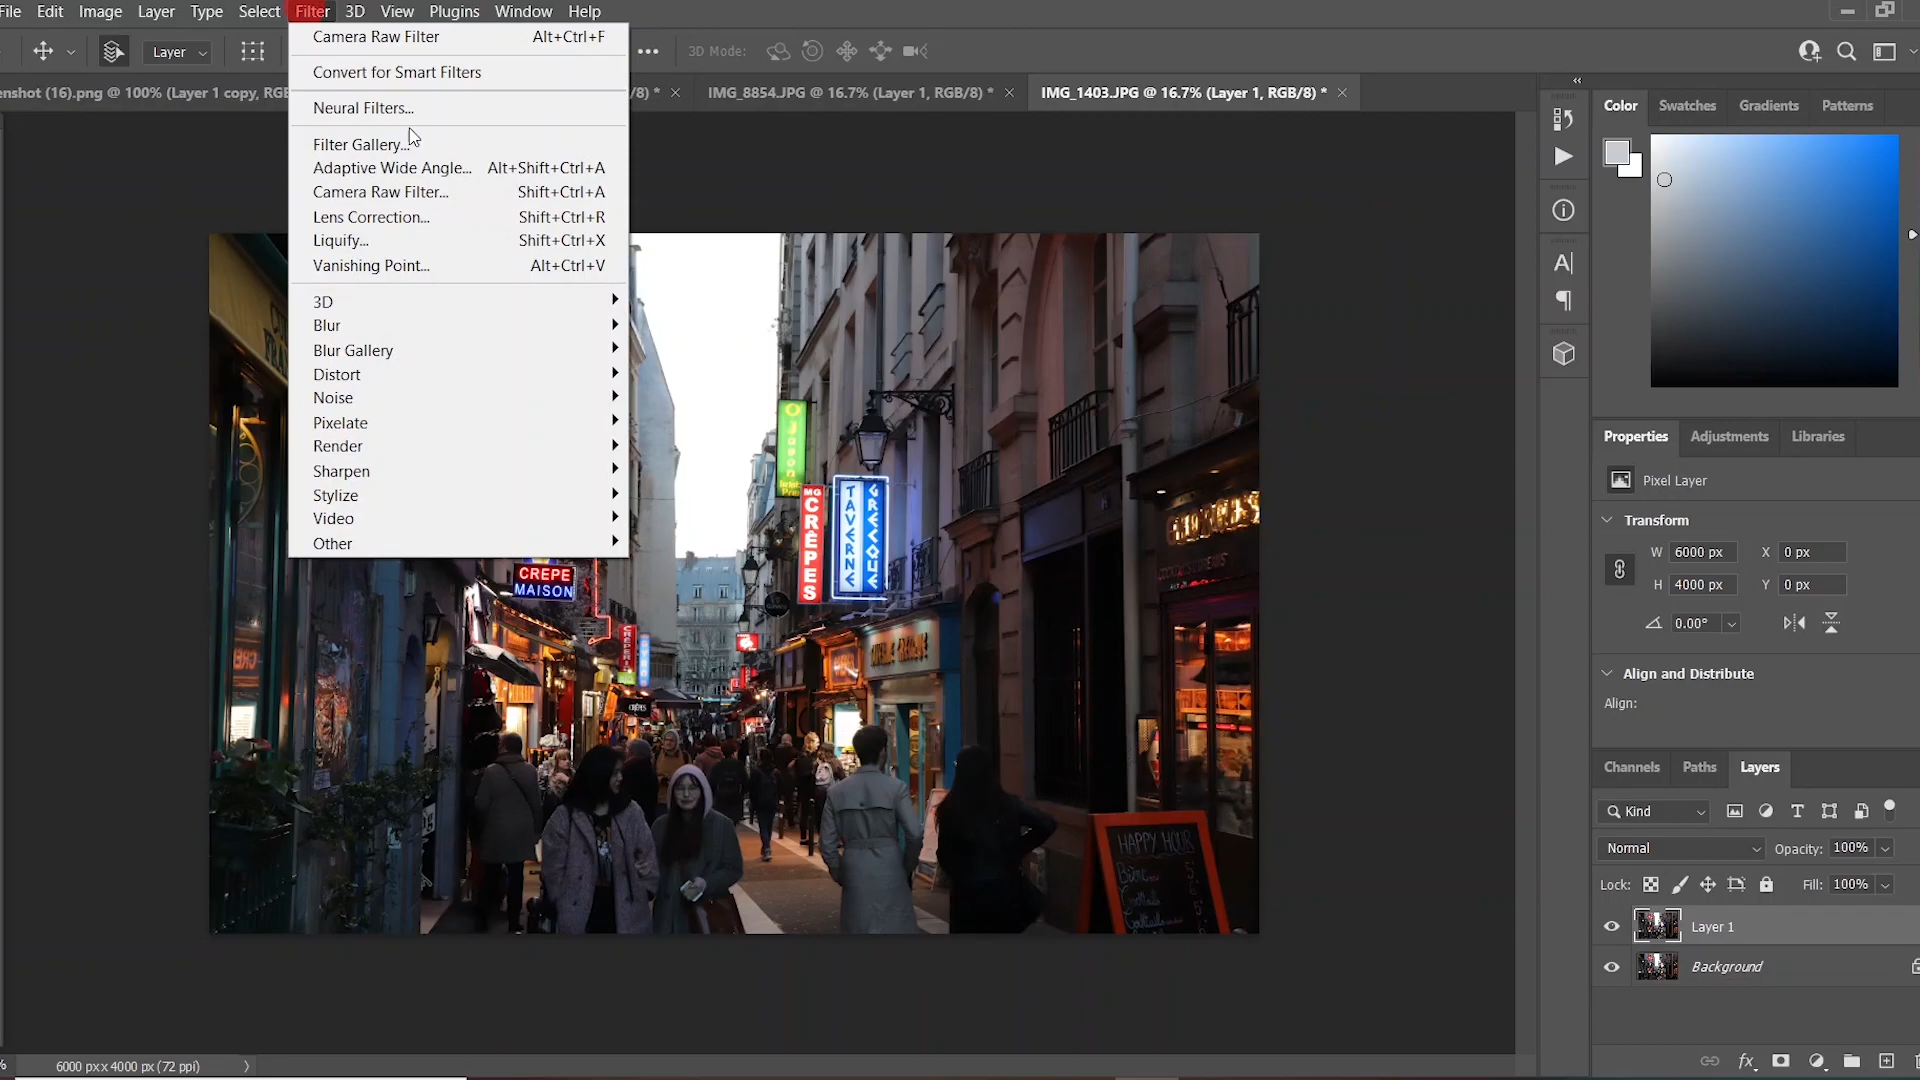 File Edit Image Layer Type Select Filter 3D View Plugins Window Help
Layer
3D Mode:
enshot (16).png @ 100% (Layer 1 copy, RGB
/8) *
IMG_8854.JPG @ 16.7% (Layer 1, RGB/8) *
IMG_1403.JPG @ 16.7% (Layer 1, RGB/8) *
Camera Raw Filter Alt+Ctrl+F
Convert for Smart Filters
Neural Filters...
Filter Gallery...
Adaptive Wide Angle... Alt+Shift+Ctrl+A
Camera Raw Filter... Shift+Ctrl+A
Lens Correction... Shift+Ctrl+R
Liquify... Shift+Ctrl+X
Vanishing Point... Alt+Ctrl+V
3D
Blur
Blur Gallery
Distort
Noise
Pixelate
Render
Sharpen
Stylize
Video
Other
MG
CRÊPES
TAVERNE
GRECQUE
CREPE
MAISON
HAPPY HOUR
Color Swatches Gradients Patterns
Properties Adjustments Libraries
Pixel Layer
Transform
W 6000 px X 0 px
H 4000 px Y 0 px
0.00°
Align and Distribute
Align:
Channels Paths Layers
Kind
Normal Opacity: 100%
Lock: Fill: 100%
Layer 1
Background
% 6000 px x 4000 px (72 ppi)